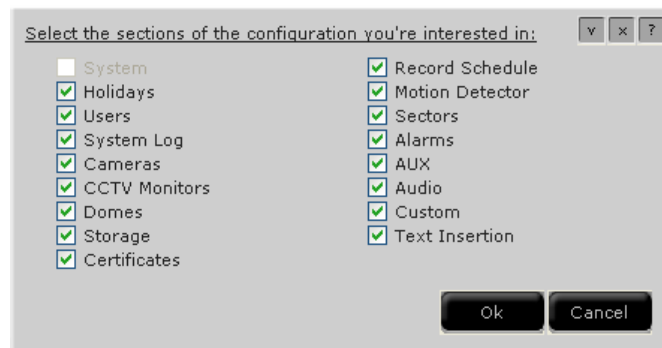 Select the sections of the configuration you're interested in:
v x ?
System
Holidays
Users
System Log
Cameras
CCTV Monitors
Domes
Storage
Certificates
Record Schedule
Motion Detector
Sectors
Alarms
AUX
Audio
Custom
Text Insertion
Ok Cancel